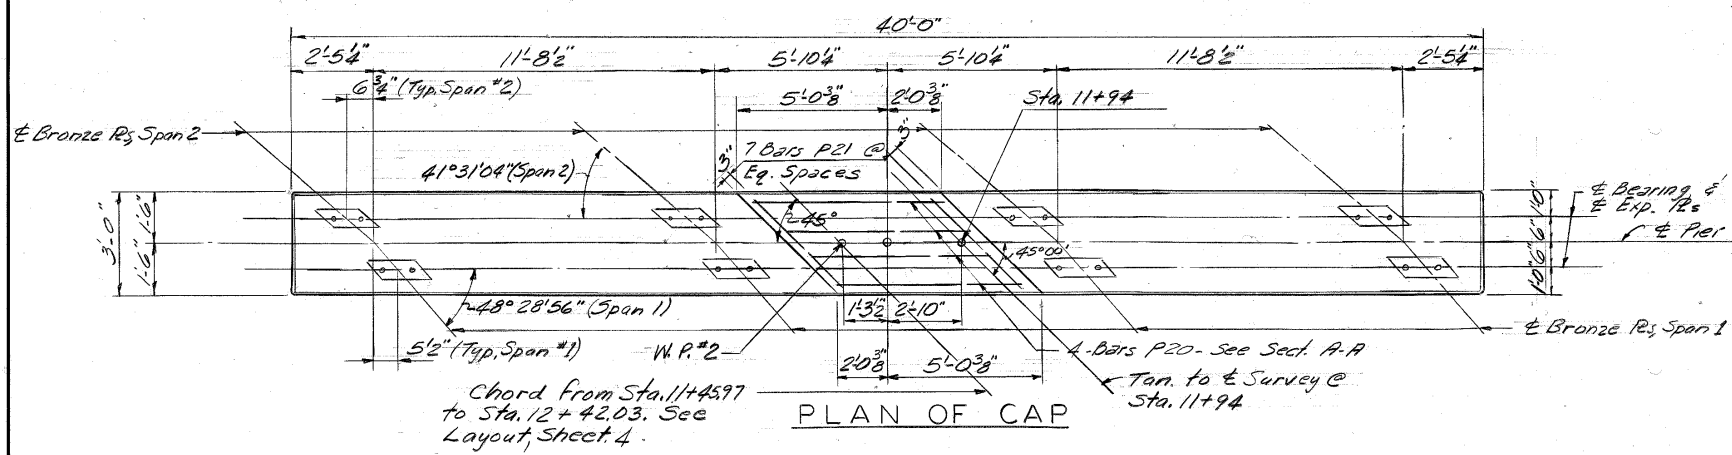 40'-0"
2'-5¼" 11'-8½" 5'-10¼" 5'-10¼" 11'-8½" 2'-5¼"
6¾" (Typ. Span #2)
5'-0⅜" 2'-0⅜" Sta. 11+94
℄ Bronze ℞s, Span 2
3" 3"
7 Bars P21 @
Eq. Spaces
41°31'04" (Span 2)
45°
45°00'
3'-0" 1'-6" 1'-6"
1'-0" 6" 6" 1'-0"
℄ Bearing, &
℄ Exp. ℞s
℄ Pier
48°28'56" (Span 1)
1'-3½" 2'-10"
℄ Bronze ℞s, Span 1
5½" (Typ. Span #1)
W.P. #2
2'-0⅜" 5'-0⅜"
4-Bars P20 - See Sect. A-A
Tan. to ℄ Survey @
Sta. 11+94
Chord from Sta. 11+45.97
to Sta. 12+42.03. See
Layout, Sheet 4.
PLAN OF CAP